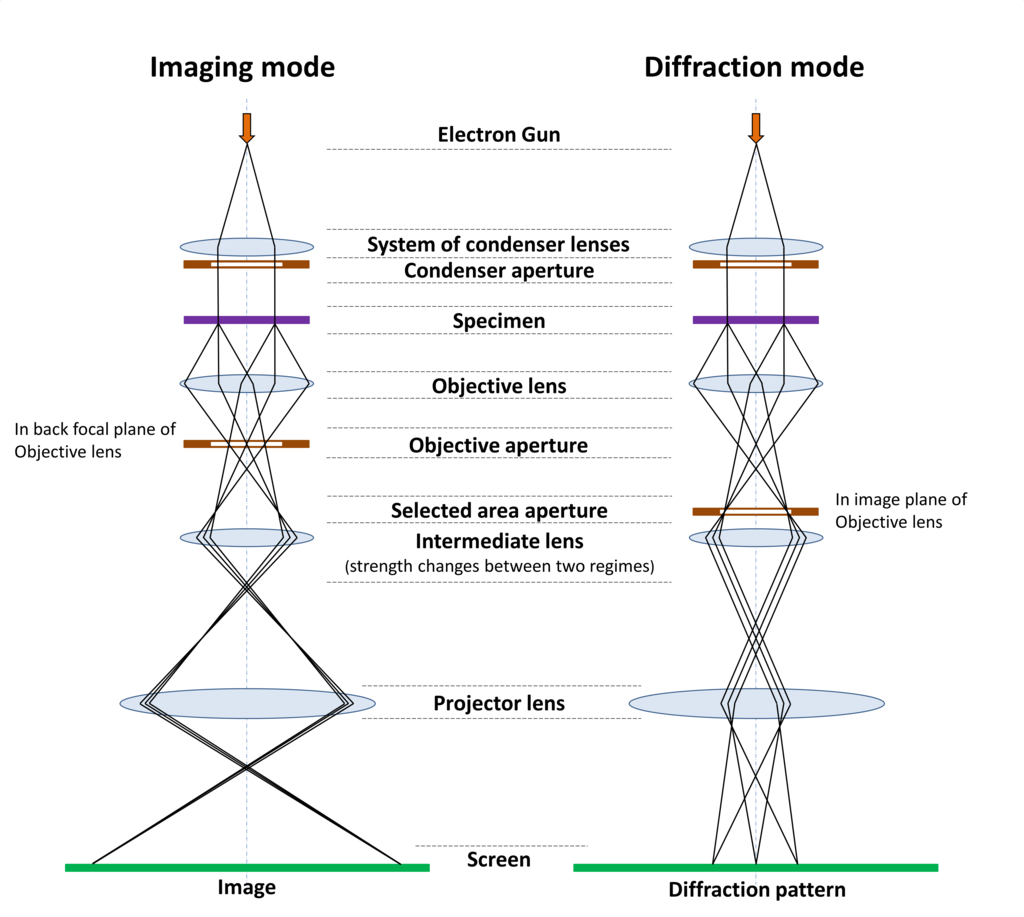 Imaging mode
Diffraction mode
Electron Gun
System of condenser lenses
Condenser aperture
Specimen
Objective lens
In back focal plane of
Objective lens
Objective aperture
Selected area aperture
In image plane of
Objective lens
Intermediate lens
(strength changes between two regimes)
Projector lens
Screen
Image
Diffraction pattern